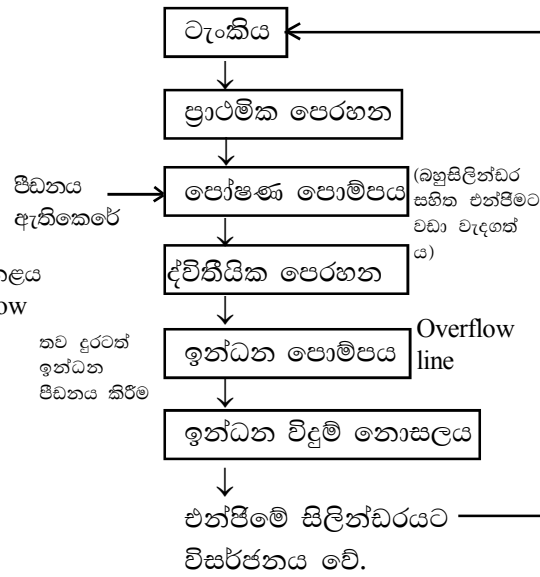 ටැංකිය
ප්‍රාථමික පෙරහන
පීඩනය
ඇතිකෙරේ
පෝෂණ පොම්පය
(බහුසිලින්ඩර
සහිත එන්ජිමට
වඩා වැදගත්
ය)
ද්විතීයික පෙරහන
තව දුරටත්
ඉන්ධන
පීඩනය කිරීම
ඉන්ධන පොම්පය
Overflow
line
ඉන්ධන විදුම් නොසලය
එන්ජිමේ සිලින්ඩරයට
විසර්ජනය වේ.